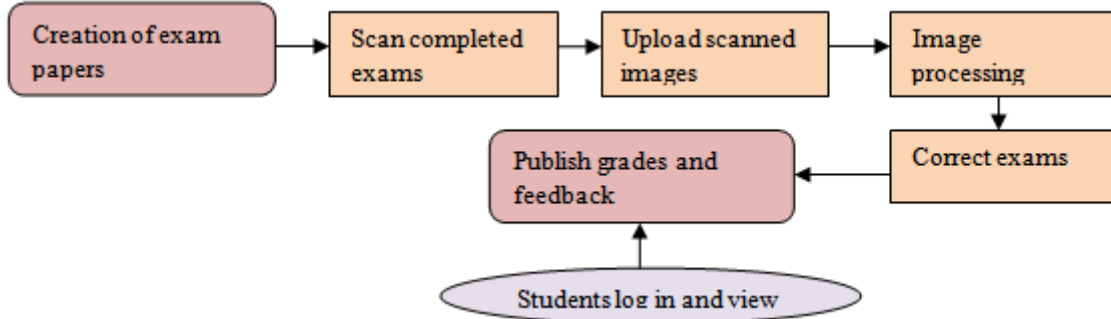 Creation of exam
papers
Scan completed
exams
Upload scanned
images
Image
processing
Correct exams
Publish grades and
feedback
Students log in and view